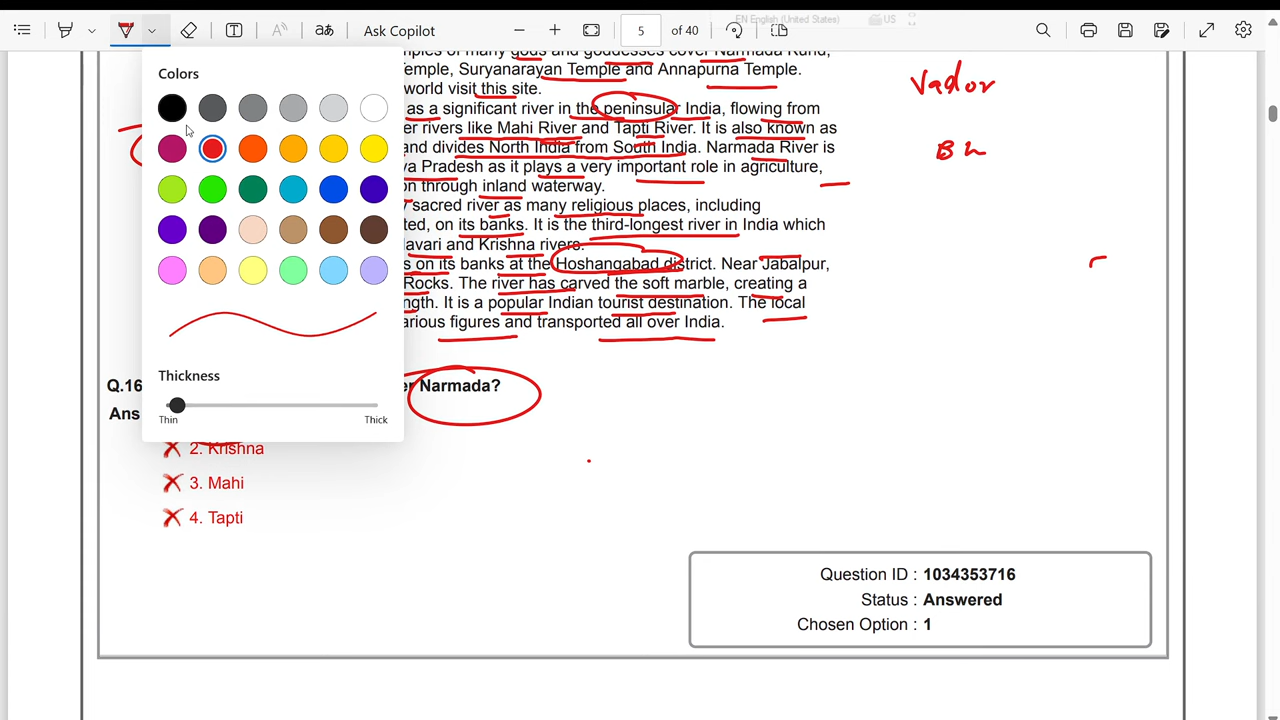 EN English (United States) US
Ask Copilot
5 of 40
Colors
Thickness
Thin Thick
of many gods and goddesses cover Narmada Kund,
emple, Suryanarayan Temple and Annapurna Temple.
world visit this site.
as a significant river in the peninsular India, flowing from
er rivers like Mahi River and Tapti River. It is also known as
and divides North India from South India. Narmada River is
ya Pradesh as it plays a very important role in agriculture,
on through inland waterway.
sacred river as many religious places, including
ted, on its banks. It is the third-longest river in India which
avari and Krishna rivers.
s on its banks at the Hoshangabad district. Near Jabalpur,
Rocks. The river has carved the soft marble, creating a
ngth. It is a popular Indian tourist destination. The local
arious figures and transported all over India.
Vador
Q.16 er Narmada?
Ans
2. Krishna
3. Mahi
4. Tapti
Question ID : 1034353716
Status : Answered
Chosen Option : 1